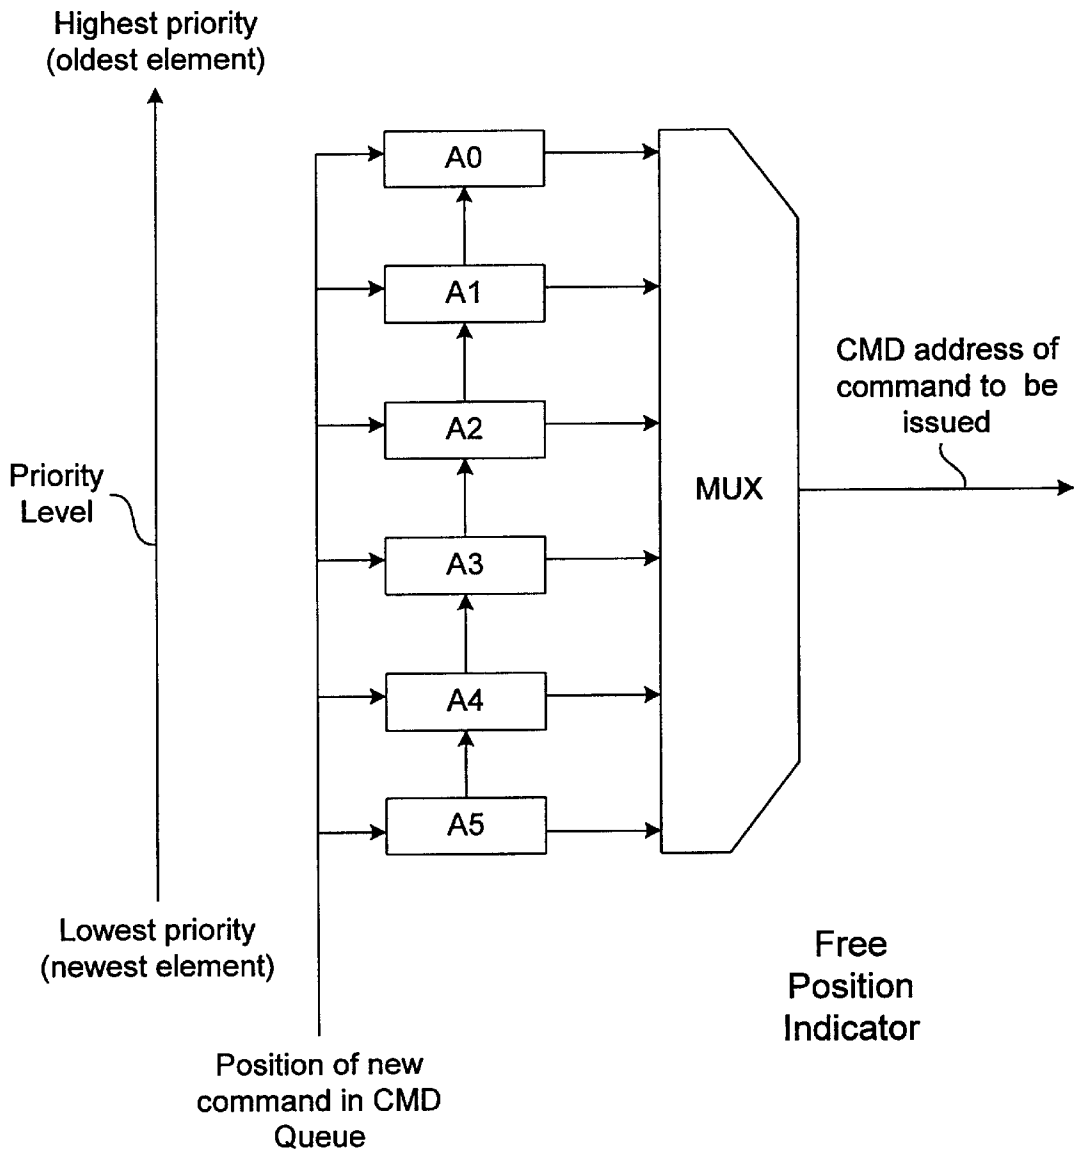 Highest priority
(oldest element)
A0
A1
CMD address of
command to be
issued
A2
Priority
Level
MUX
A3
A4
A5
Lowest priority
(newest element)
Free
Position
Indicator
Position of new
command in CMD
Queue